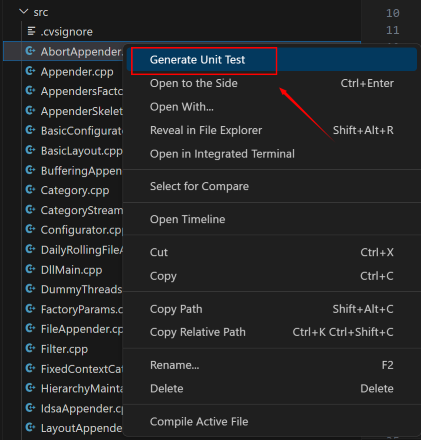 src
10
.cvsignore
11
AbortAppender.
Generate Unit Test
Appender.cpp
Open to the Side Ctrl+Enter
AppendersFacto
Open With...
AppenderSkelet
Reveal in File Explorer Shift+Alt+R
BasicConfigurat
Open in Integrated Terminal
BasicLayout.cpp
BufferingAppen
Select for Compare
Category.cpp
CategoryStream
Open Timeline
Configurator.cp
DailyRollingFileA
Cut Ctrl+X
DllMain.cpp
Copy Ctrl+C
DummyThreads
FactoryParams.c
Copy Path Shift+Alt+C
FileAppender.cp
Copy Relative Path Ctrl+K Ctrl+Shift+C
Filter.cpp
FixedContextCat
Rename... F2
HierarchyMainta
Delete Delete
IdsaAppender.cp
LayoutAppender
Compile Active File